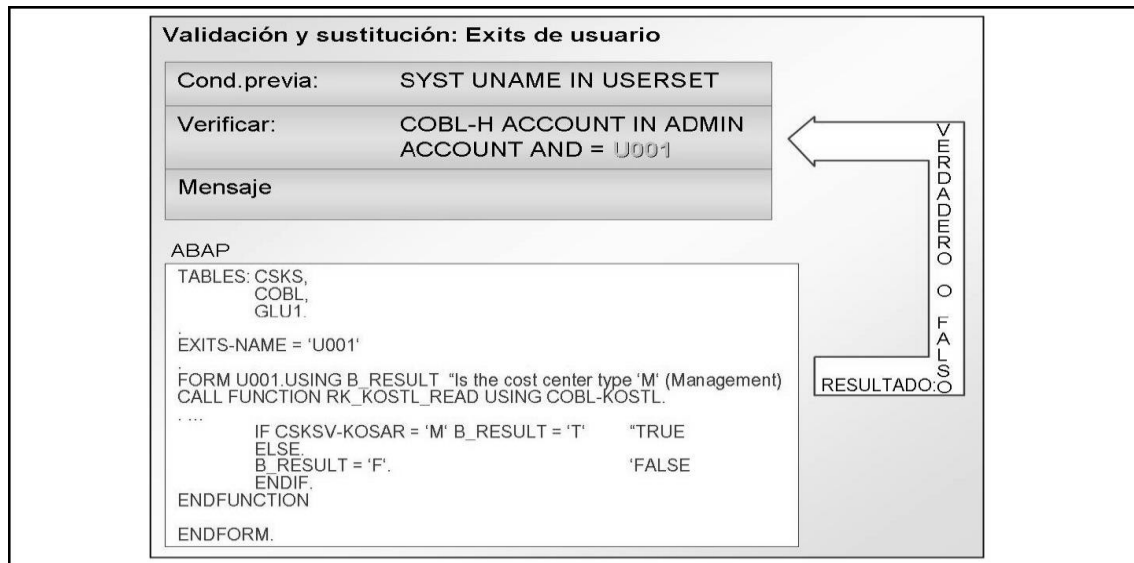 Validación y sustitución: Exits de usuario
Cond.previa: SYST UNAME IN USERSET
Verificar: COBL-H ACCOUNT IN ADMIN
ACCOUNT AND = U001
Mensaje
VERDADERO O FALSO
ABAP
TABLES: CSKS,
COBL,
GLU1.
.
EXITS-NAME = ‘U001‘
.
FORM U001.USING B_RESULT “Is the cost center type ‘M‘ (Management)
CALL FUNCTION RK_KOSTL_READ USING COBL-KOSTL.
. ...
IF CSKSV-KOSAR = ‘M‘ B_RESULT = ‘T‘ “TRUE
ELSE.
B_RESULT = ‘F‘. ‘FALSE
ENDIF.
ENDFUNCTION
ENDFORM.
RESULTADO: